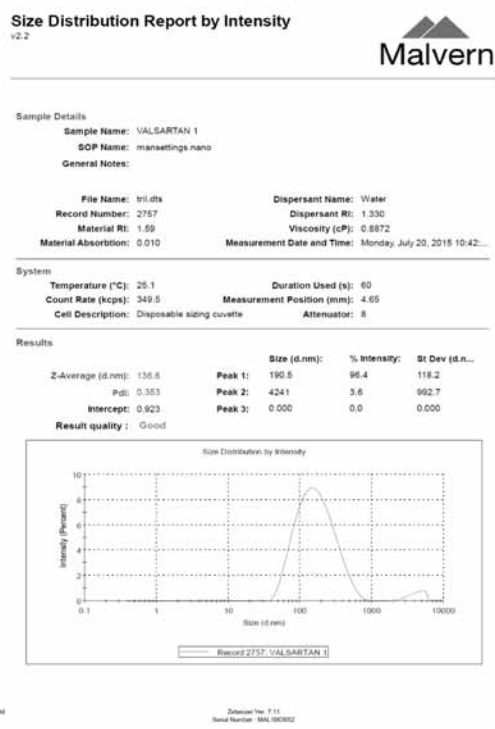 Size Distribution Report by Intensity
v2.2
Malvern
Sample Details
Sample Name: VALSARTAN 1
SOP Name: mansettings.nano
General Notes:
File Name: tril.dts Dispersant Name: Water
Record Number: 2757 Dispersant RI: 1.330
Material RI: 1.59 Viscosity (cP): 0.8872
Material Absorbtion: 0.010 Measurement Date and Time: Monday, July 20, 2015 10:42:...
System
Temperature (°C): 25.1 Duration Used (s): 60
Count Rate (kcps): 349.5 Measurement Position (mm): 4.65
Cell Description: Disposable sizing cuvette Attenuator: 8
Results
Size (d.nm): % Intensity: St Dev (d.n...
Z-Average (d.nm): 136.6 Peak 1: 190.5 96.4 118.2
PdI: 0.363 Peak 2: 4241 3.6 992.7
Intercept: 0.923 Peak 3: 0.000 0.0 0.000
Result quality : Good
Size Distribution by Intensity
Intensity (Percent)
10
8
6
4
2
0
0.1 1 10 100 1000 10000
Size (d.nm)
Record 2757: VALSARTAN 1
Zetasizer Ver. 7.11
Serial Number :